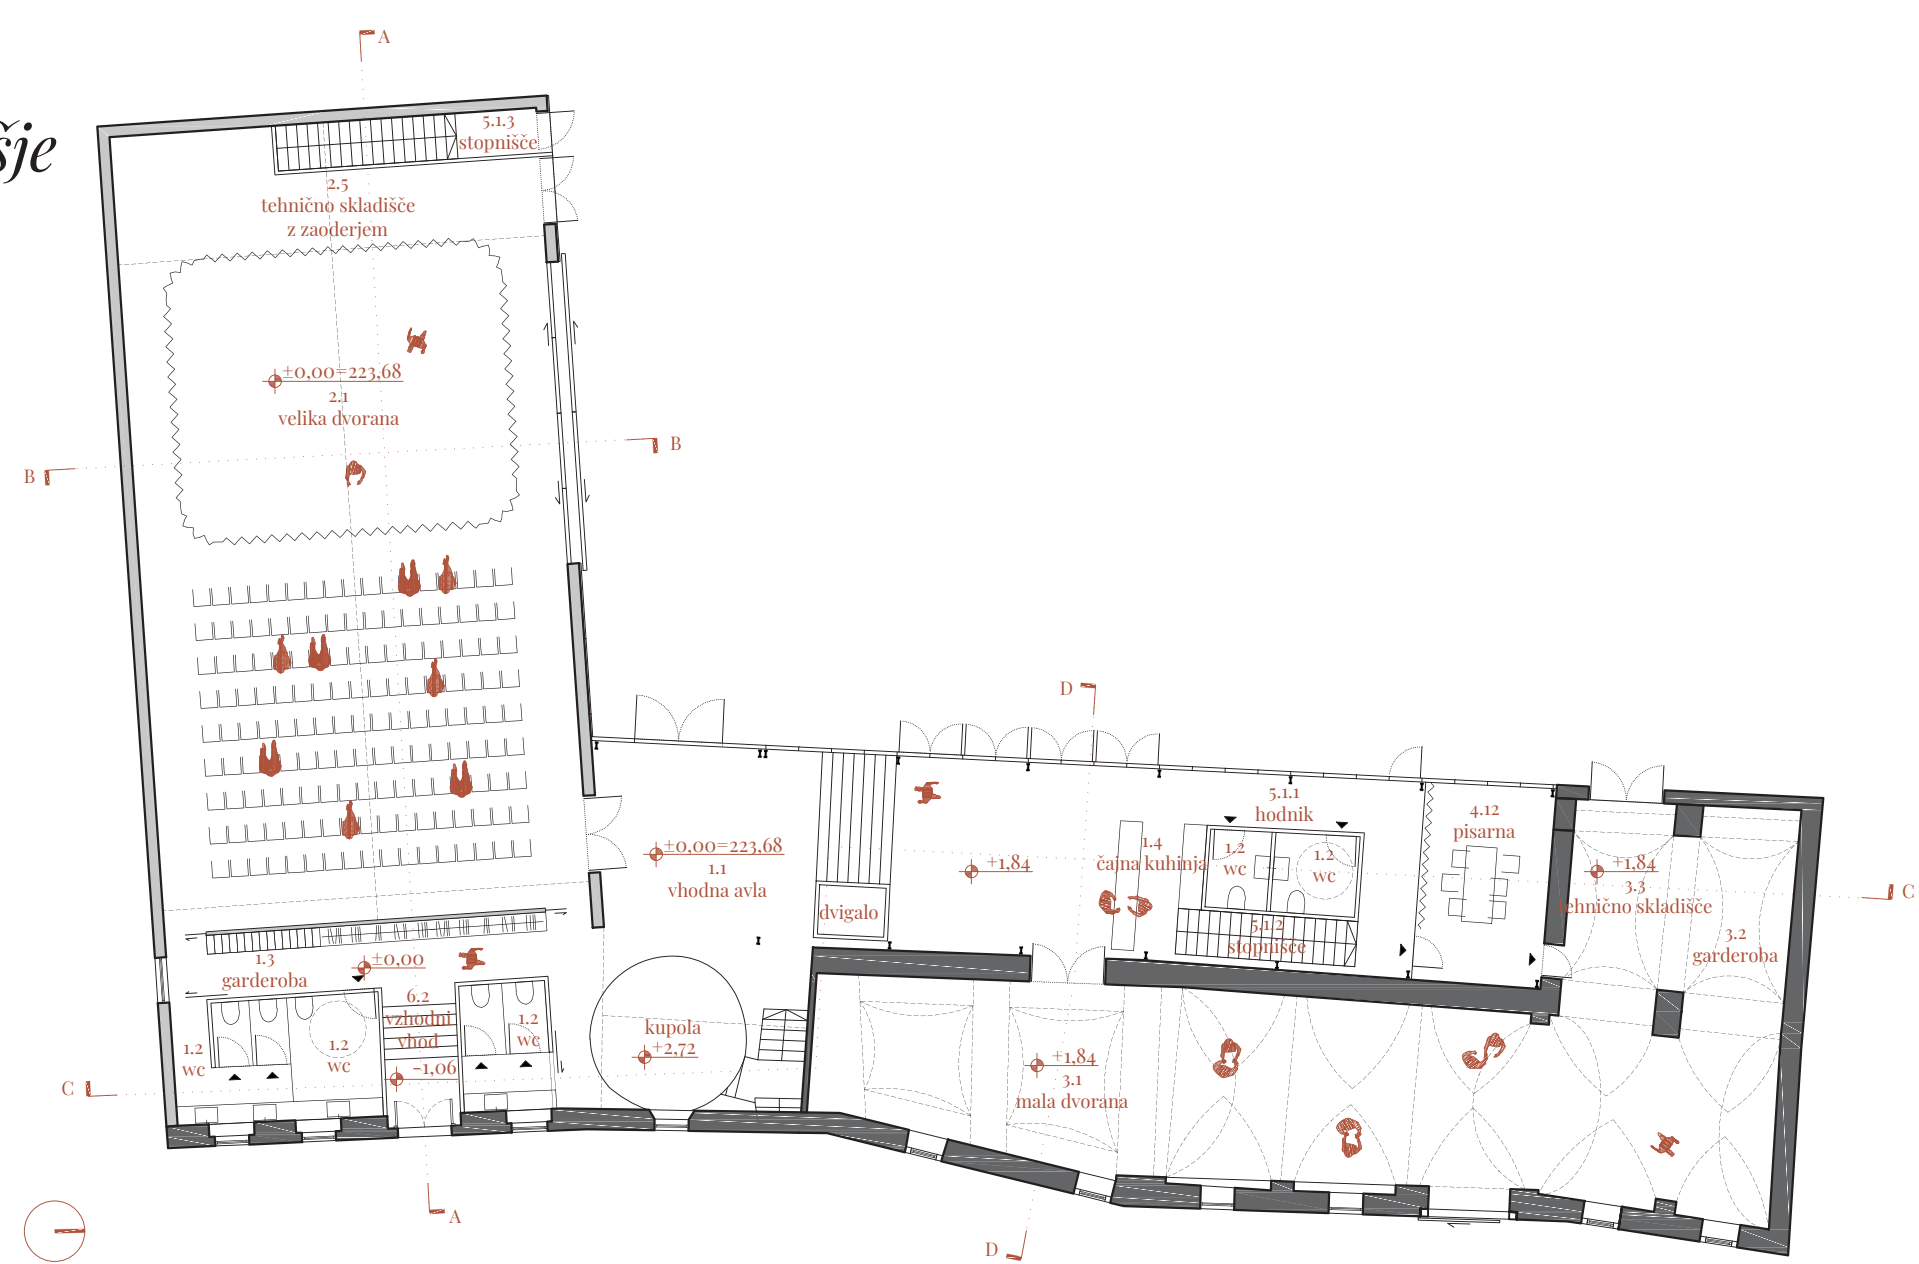 A
šje
5.1.3
stopnišče
2.5
tehnično skladišče
z zaoderjem
±0,00=223,68
2.1
velika dvorana
B
B
D
±0,00=223,68
1.1
vhodna avla
dvigalo
+1,84
1.4
čajna kuhinja
5.1.1
hodnik
1.2
wc
1.2
wc
5.1.2
stopnišče
4.12
pisarna
+1,84
3.3
tehnično skladišče
3.2
garderoba
C
1.3
garderoba
±0,00
6.2
vzhodni
vhod
-1,06
1.2
wc
1.2
wc
1.2
wc
kupola
+2,72
+1,84
3.1
mala dvorana
C
A
D